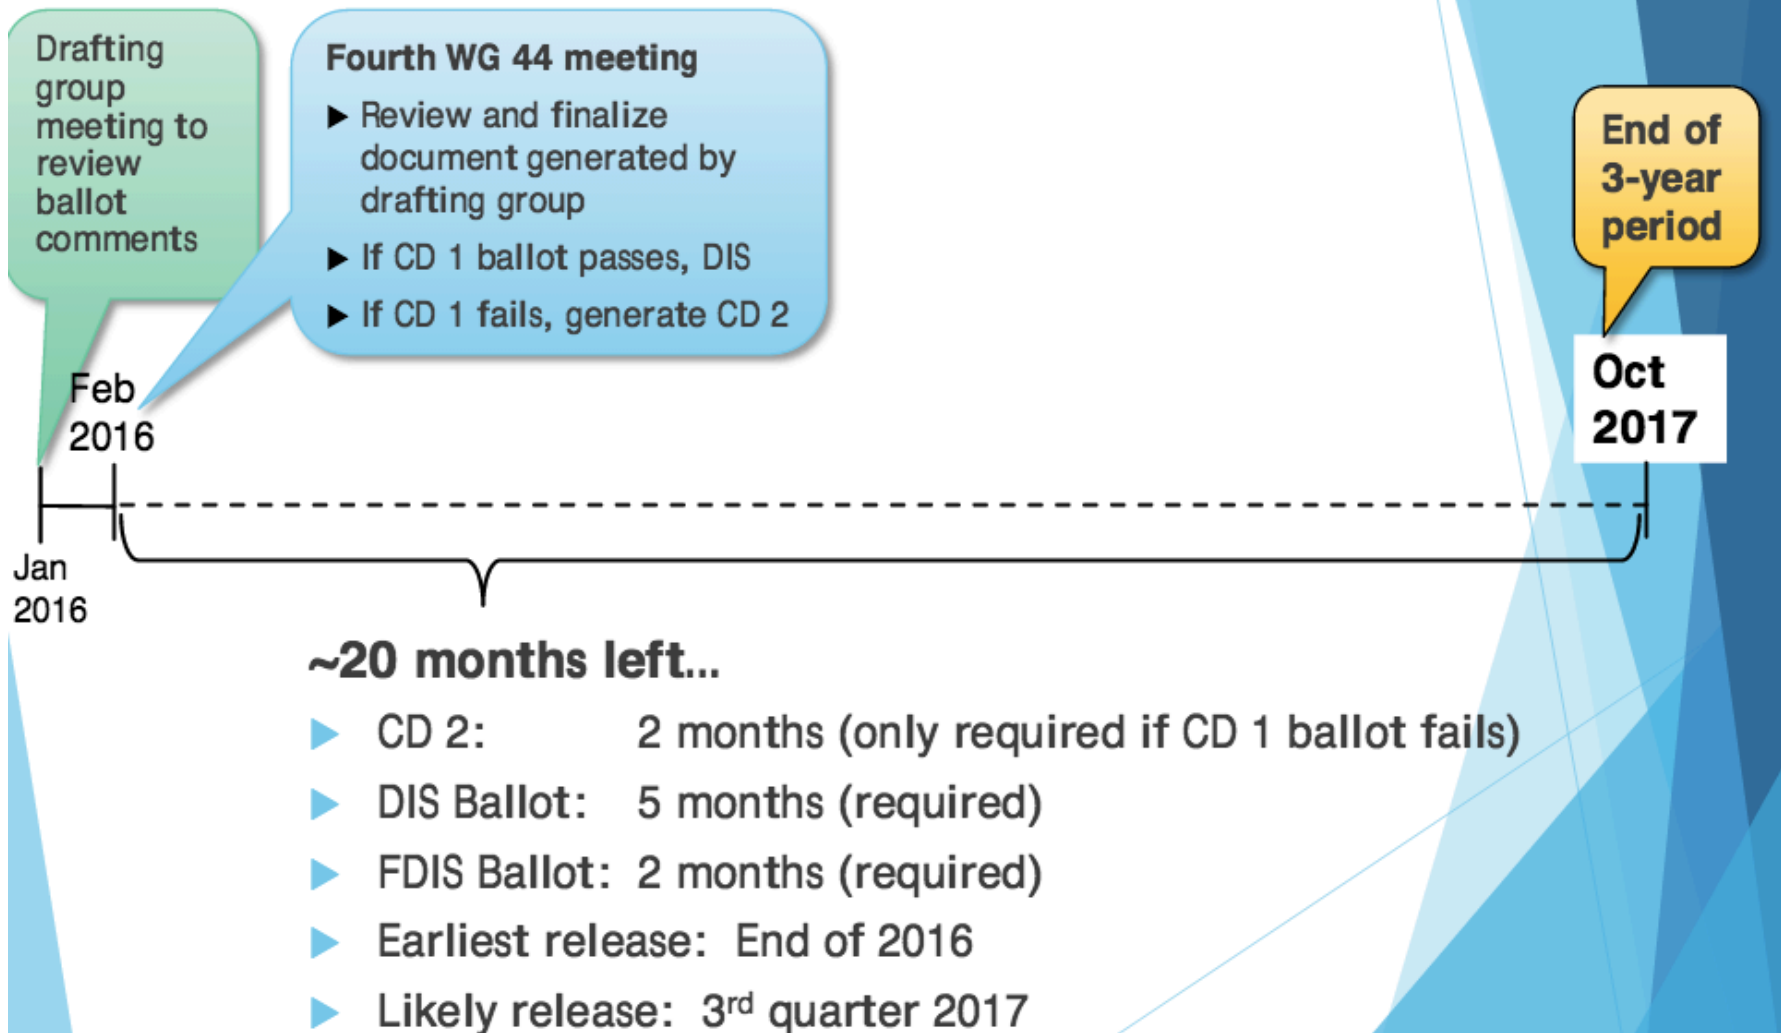 Drafting
group
meeting to
review
ballot
comments
Fourth WG 44 meeting
▶ Review and finalize
document generated by
drafting group
▶ If CD 1 ballot passes, DIS
▶ If CD 1 fails, generate CD 2
End of
3-year
period
Feb
2016
Oct
2017
Jan
2016
~20 months left...
▶ CD 2: 2 months (only required if CD 1 ballot fails)
▶ DIS Ballot: 5 months (required)
▶ FDIS Ballot: 2 months (required)
▶ Earliest release: End of 2016
▶ Likely release: 3rd quarter 2017